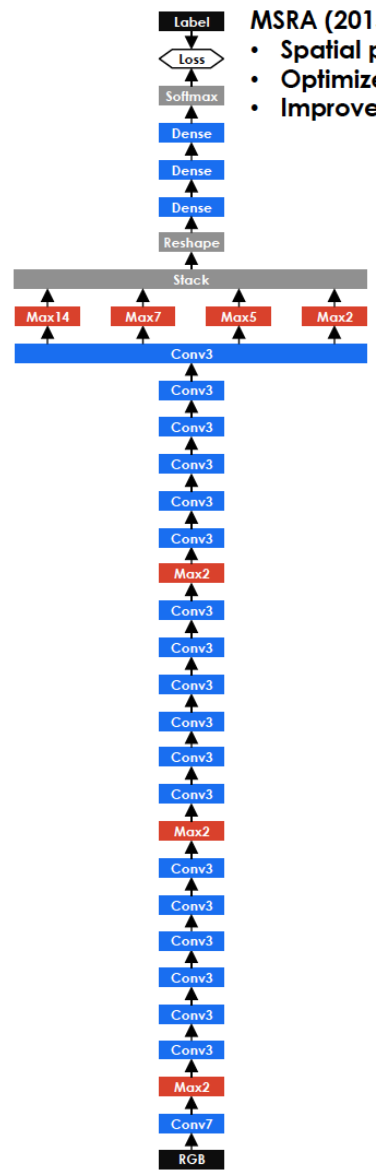 Label
MSRA (201
Loss
• Spatial p
Softmax
• Optimize
Dense
• Improve
Dense
Dense
Reshape
Stack
Max14 Max7 Max5 Max2
Conv3
Conv3
Conv3
Conv3
Conv3
Conv3
Max2
Conv3
Conv3
Conv3
Conv3
Conv3
Conv3
Max2
Conv3
Conv3
Conv3
Conv3
Conv3
Conv3
Max2
Conv7
RGB